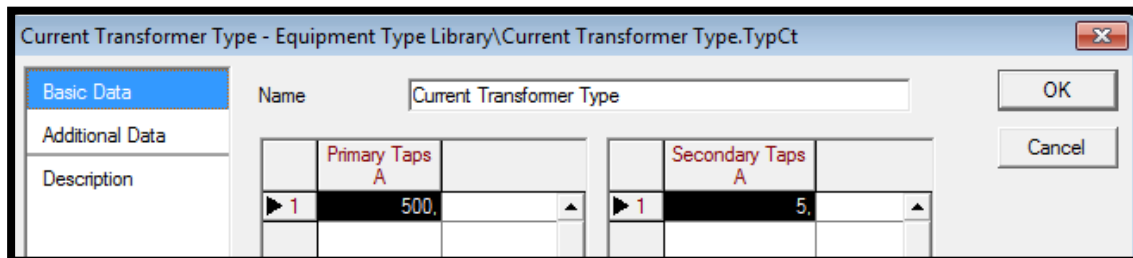 Current Transformer Type - Equipment Type Library\Current Transformer Type.TypCt
Basic Data
Additional Data
Description
Name
Current Transformer Type
OK
Cancel
Primary Taps
A
1
500,
Secondary Taps
A
1
5,